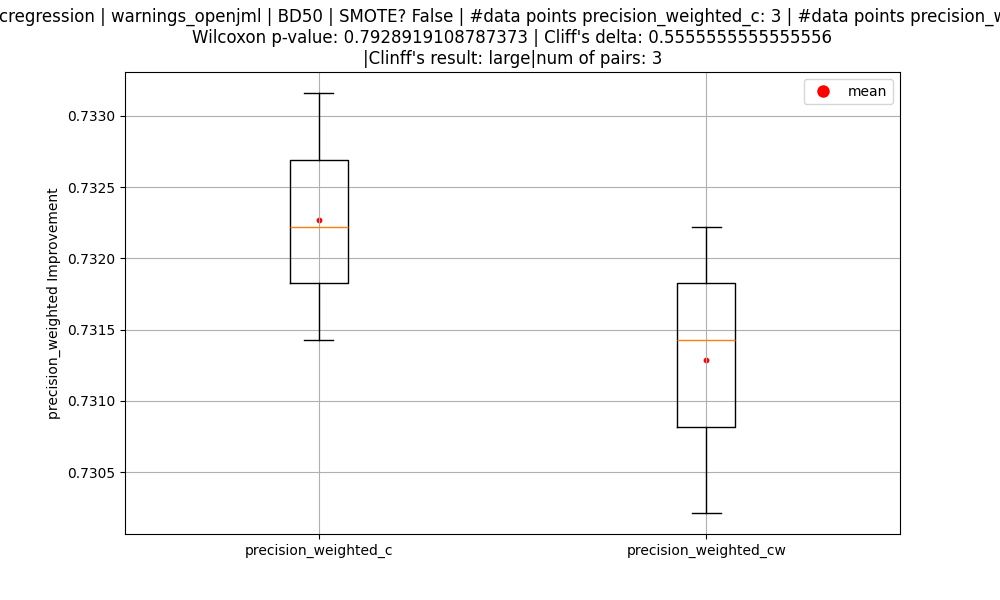 cregression | warnings_openjml | BD50 | SMOTE? False | #data points precision_weighted_c: 3 | #data points precision_w
Wilcoxon p-value: 0.7928919108787373 | Cliff's delta: 0.5555555555555556
|Clinff's result: large|num of pairs: 3
mean
0.7330
0.7325
0.7320
0.7315
0.7310
0.7305
precision_weighted Improvement
precision_weighted_c
precision_weighted_cw